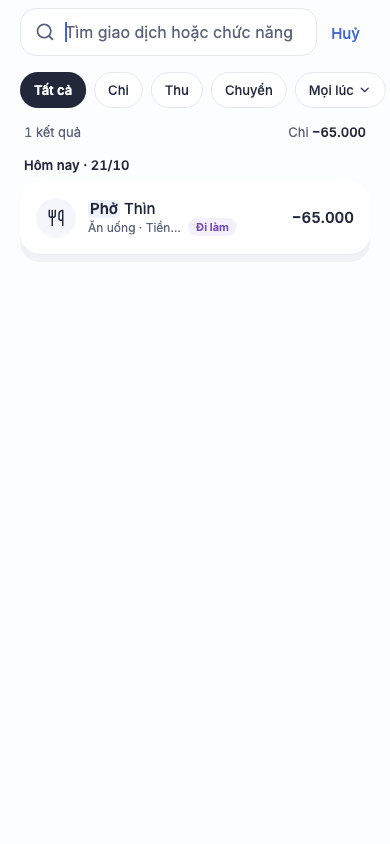 Tìm giao dịch hoặc chức năng
Huỷ
Tất cả
Chi
Thu
Chuyển
Mọi lúc
1 kết quả
Chi −65.000
Hôm nay · 21/10
Phở Thìn
Ăn uống · Tiền...
Đi làm
−65.000